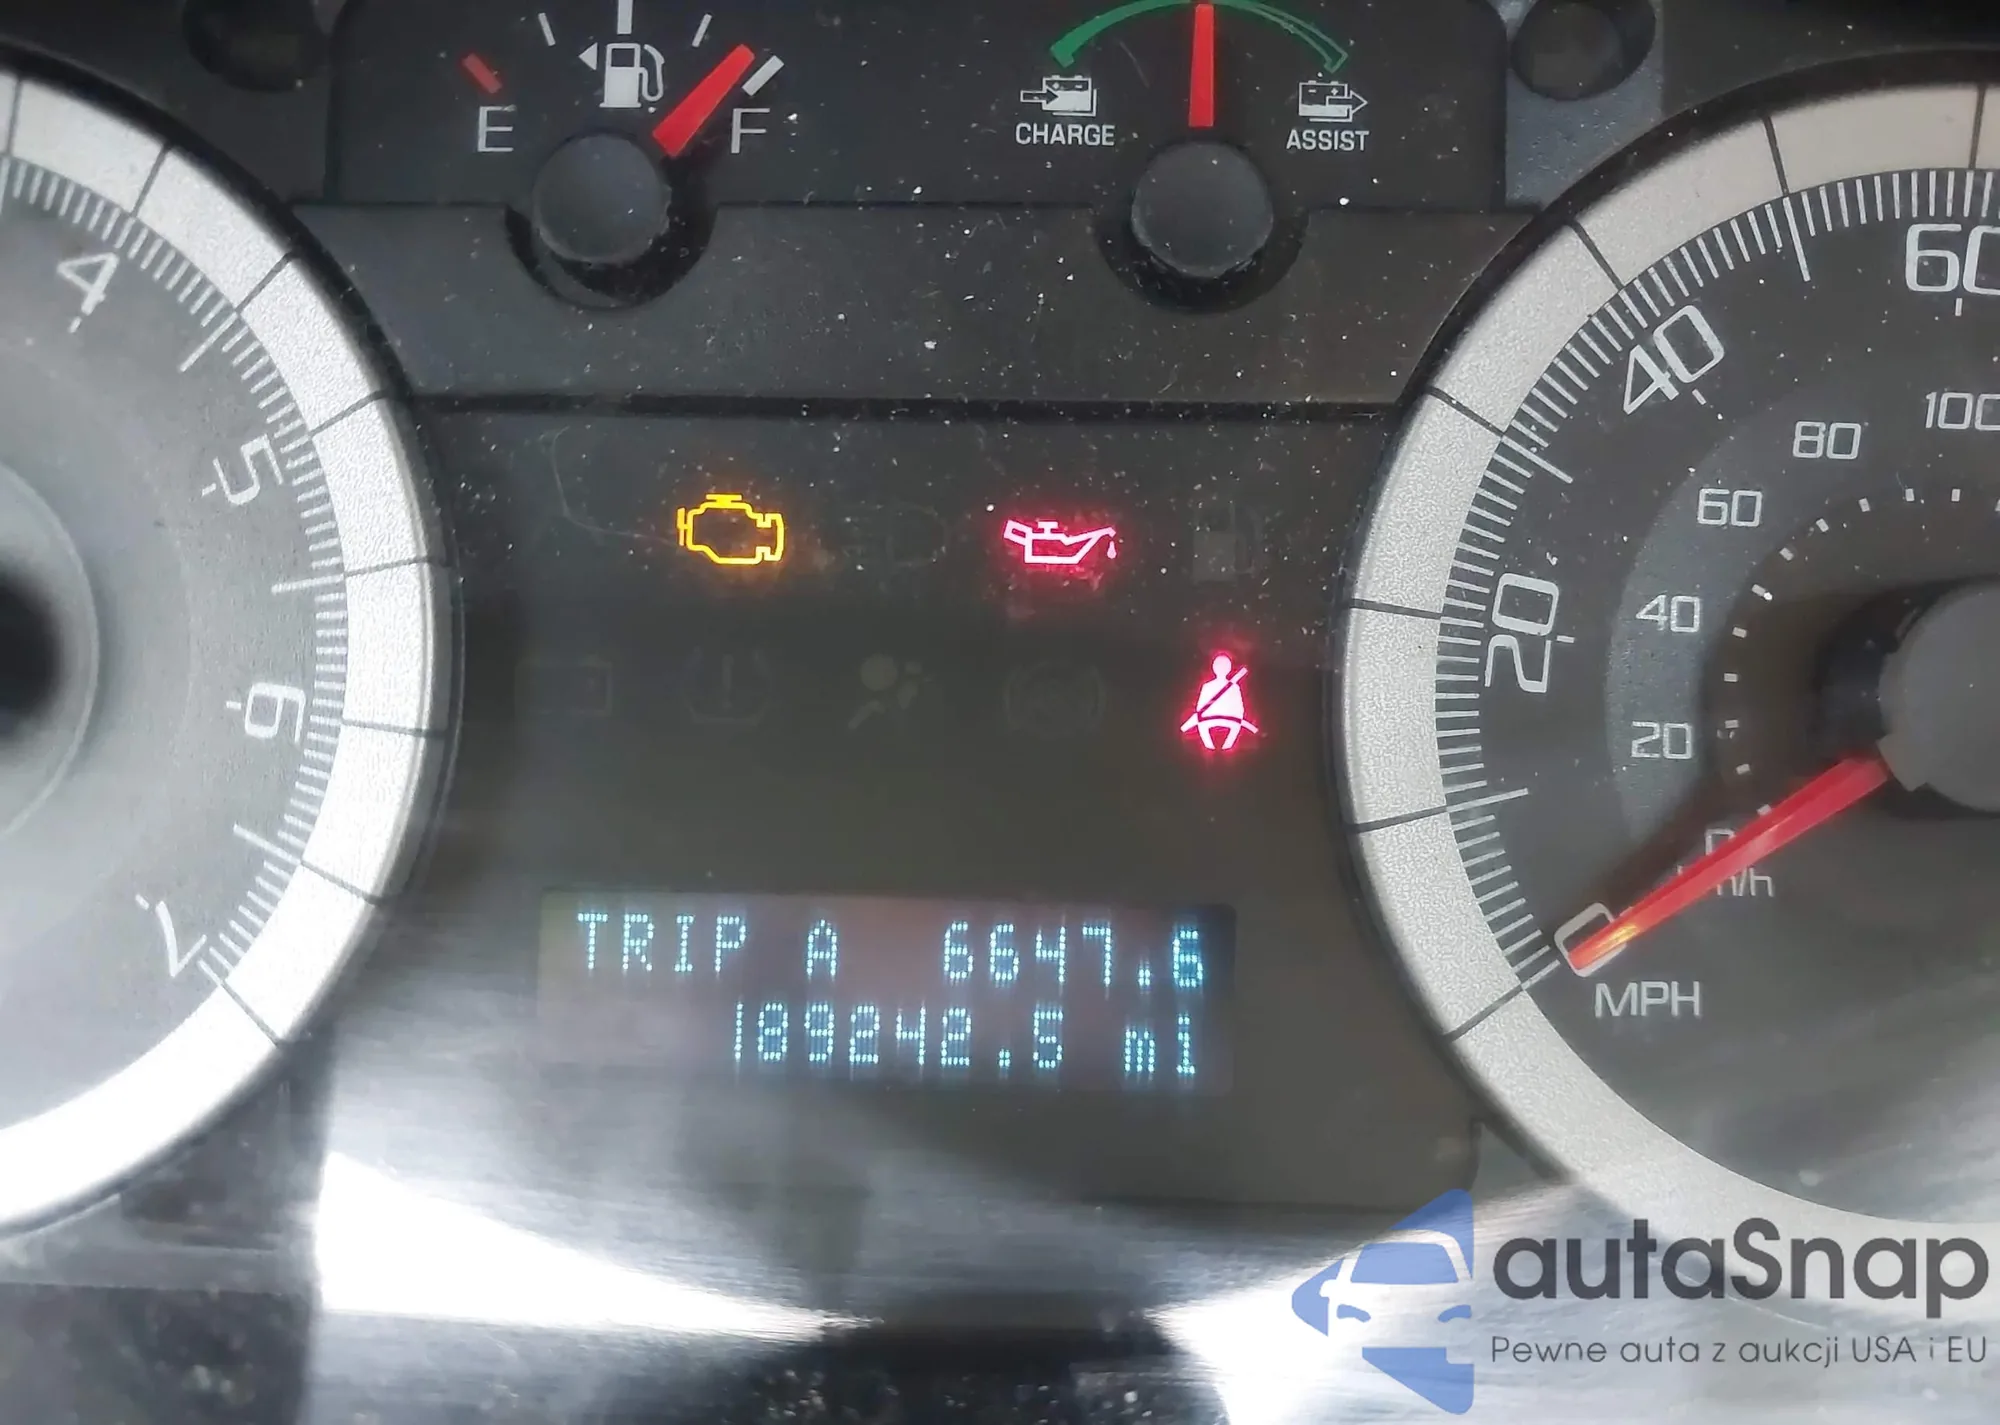 E
F
CHARGE
ASSIST
4
5
6
7
60
40
20
0
MPH
100
80
60
40
20
TRIP A 6647.6
189242.5 mi
autaSnap
Pewne auta z aukcji USA i EU